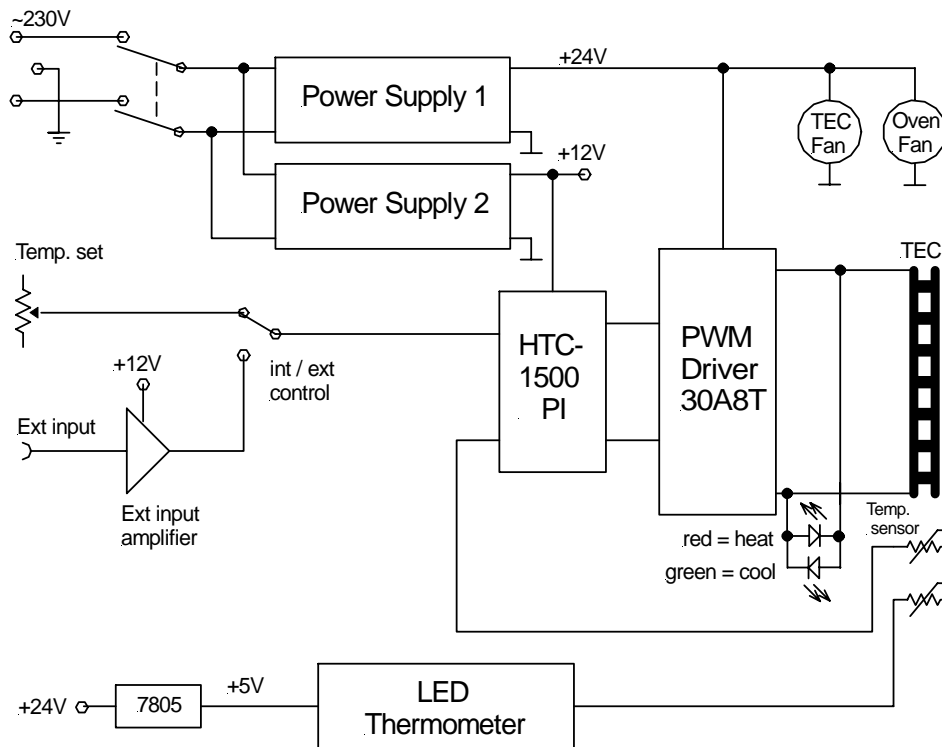 ~230V
Power Supply 1
+24V
TEC
Fan
Oven
Fan
+12V
Power Supply 2
Temp. set
TEC
HTC-
1500
PI
PWM
Driver
30A8T
+12V
int / ext
control
Ext input
Ext input
amplifier
Temp.
sensor
red = heat
green = cool
+24V
7805
+5V
LED
Thermometer